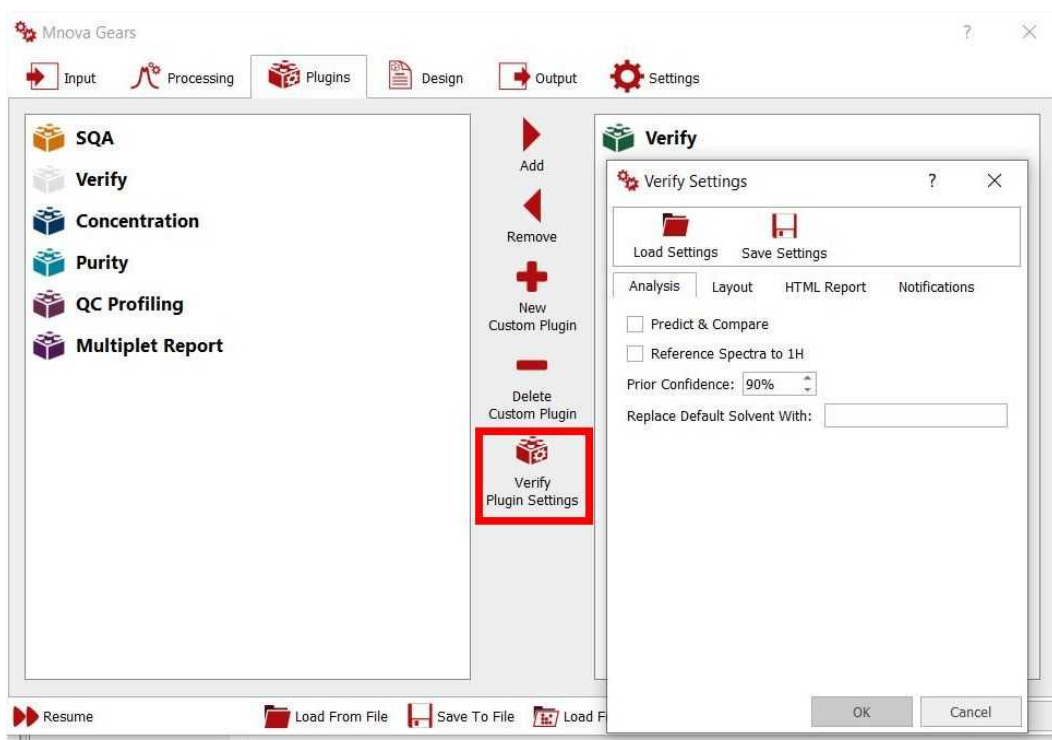 Mnova Gears
?
Input
Processing
Plugins
Design
Output
Settings
SQA
Verify
Concentration
Purity
QC Profiling
Multiplet Report
Add
Remove
New
Custom Plugin
Delete
Custom Plugin
Verify
Plugin Settings
Verify
Verify Settings
?
Load Settings
Save Settings
Analysis
Layout
HTML Report
Notifications
Predict & Compare
Reference Spectra to 1H
Prior Confidence: 90%
Replace Default Solvent With:
OK
Cancel
Resume
Load From File
Save To File
Load F